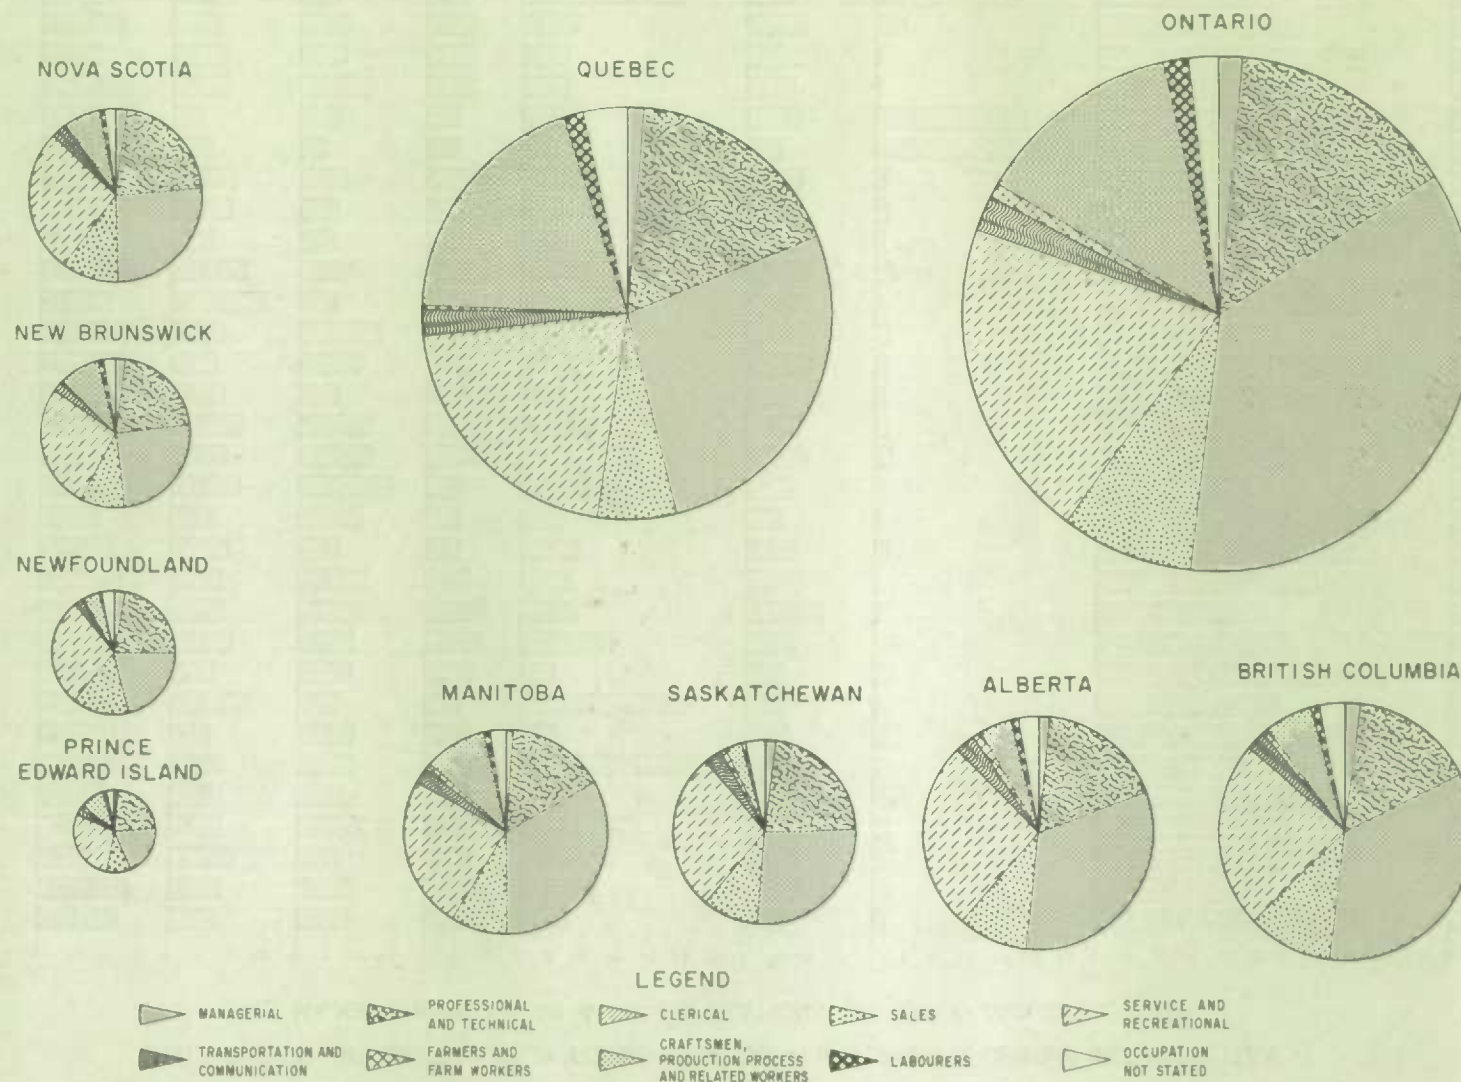 ONTARIO
NOVA SCOTIA
QUEBEC
NEW BRUNSWICK
NEWFOUNDLAND
PRINCE
EDWARD ISLAND
MANITOBA
SASKATCHEWAN
ALBERTA
BRITISH COLUMBIA
LEGEND
MANAGERIAL
PROFESSIONAL
AND TECHNICAL
CLERICAL
SALES
SERVICE AND
RECREATIONAL
TRANSPORTATION AND
COMMUNICATION
FARMERS AND
FARM WORKERS
CRAFTSMEN,
PRODUCTION PROCESS
AND RELATED WORKERS
LABOURERS
OCCUPATION
NOT STATED